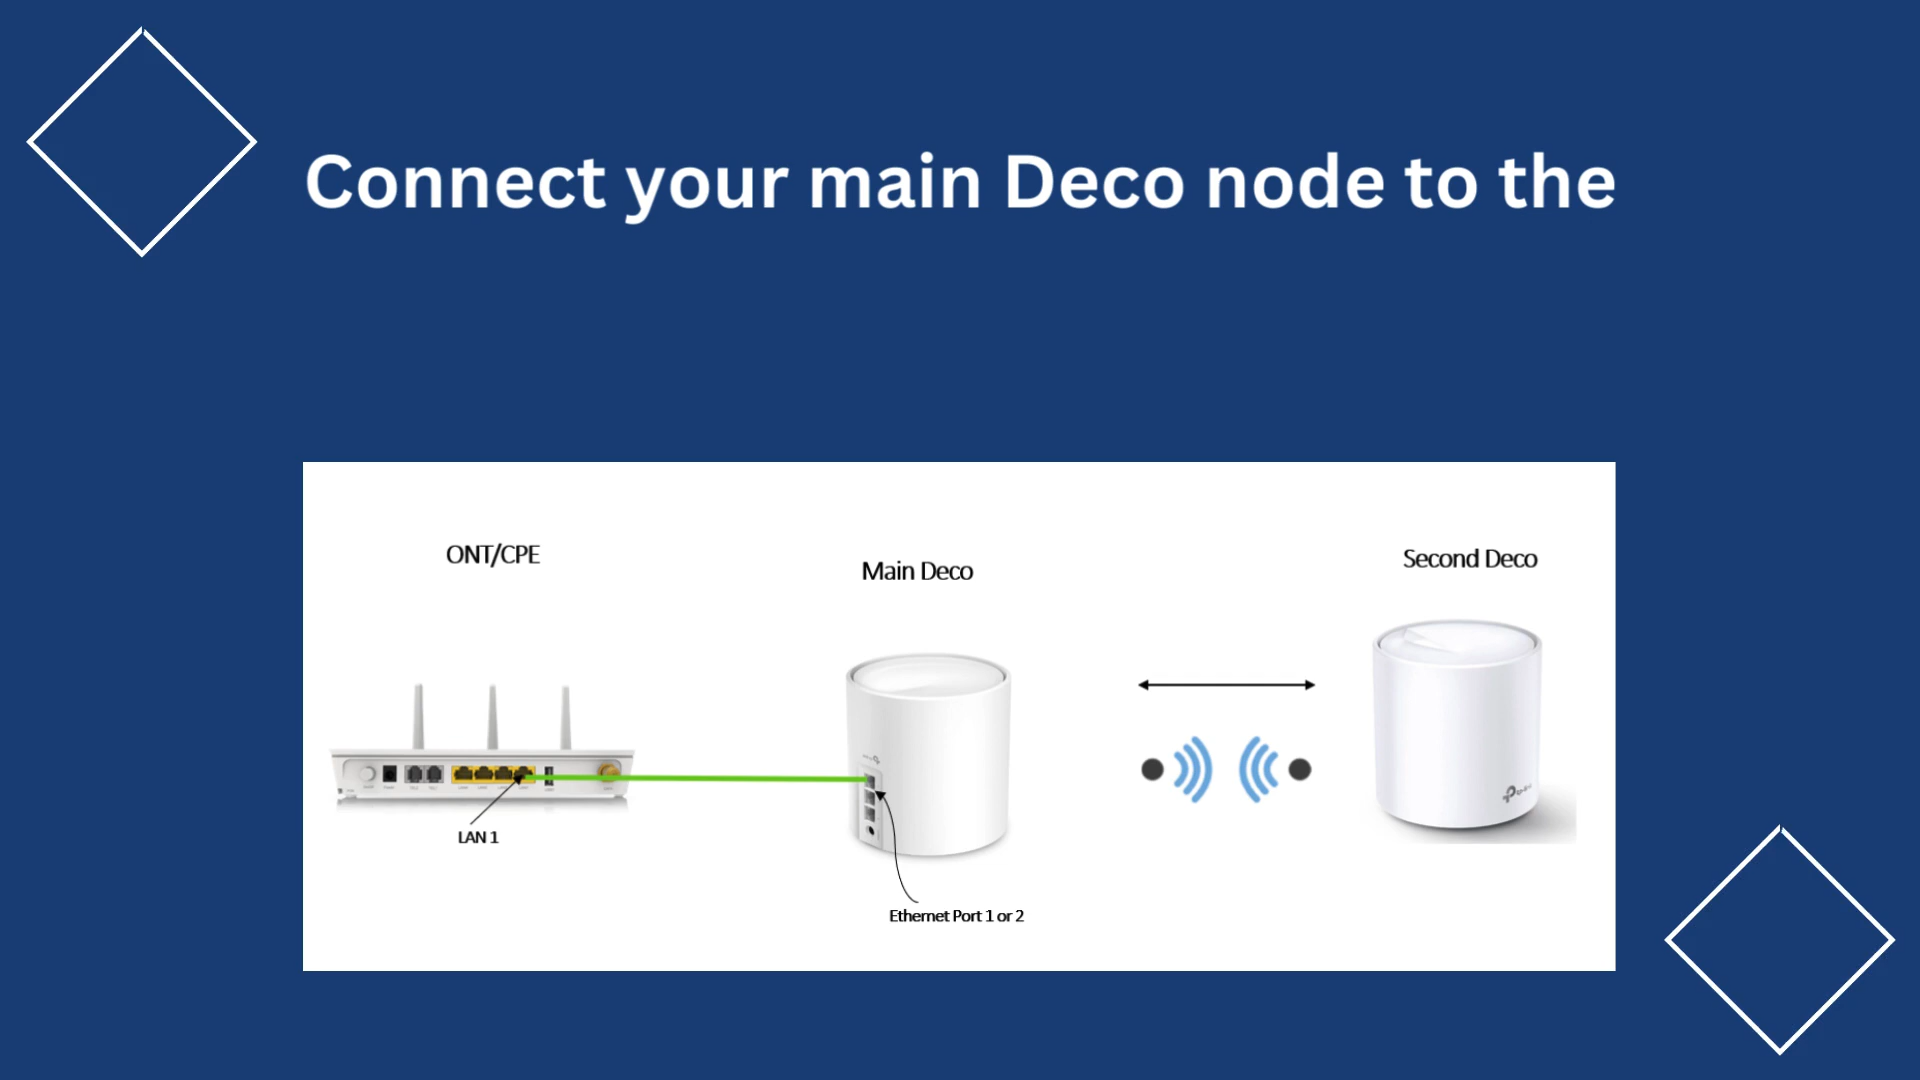 Connect your main Deco node to the
ONT/CPE
Main Deco
Second Deco
LAN 1
Ethernet Port 1 or 2